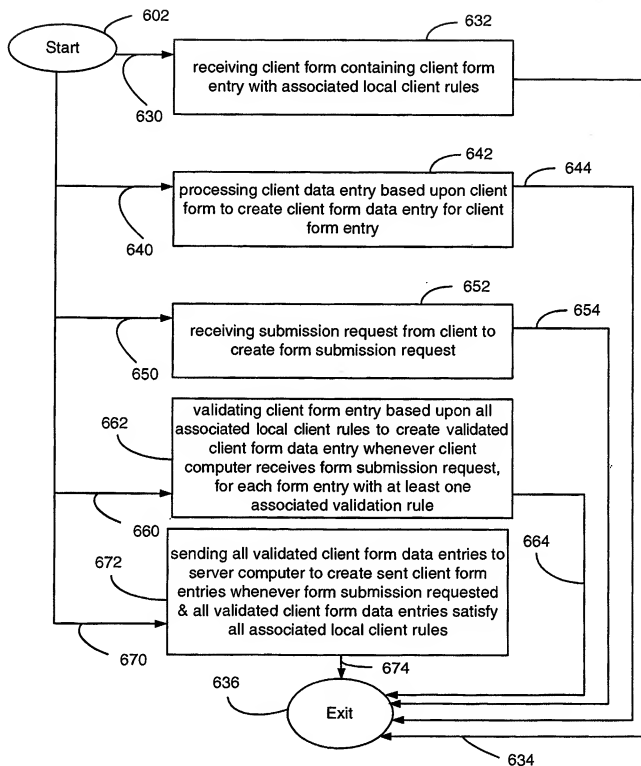 602
Start
632
receiving client form containing client form
entry with associated local client rules
630
642
644
processing client data entry based upon client
form to create client form data entry for client
form entry
640
652
654
receiving submission request from client to
create form submission request
650
662
validating client form entry based upon all
associated local client rules to create validated
client form data entry whenever client
computer receives form submission request,
for each form entry with at least one
associated validation rule
660
664
672
sending all validated client form data entries to
server computer to create sent client form
entries whenever form submission requested
& all validated client form data entries satisfy
all associated local client rules
670
674
636
Exit
634